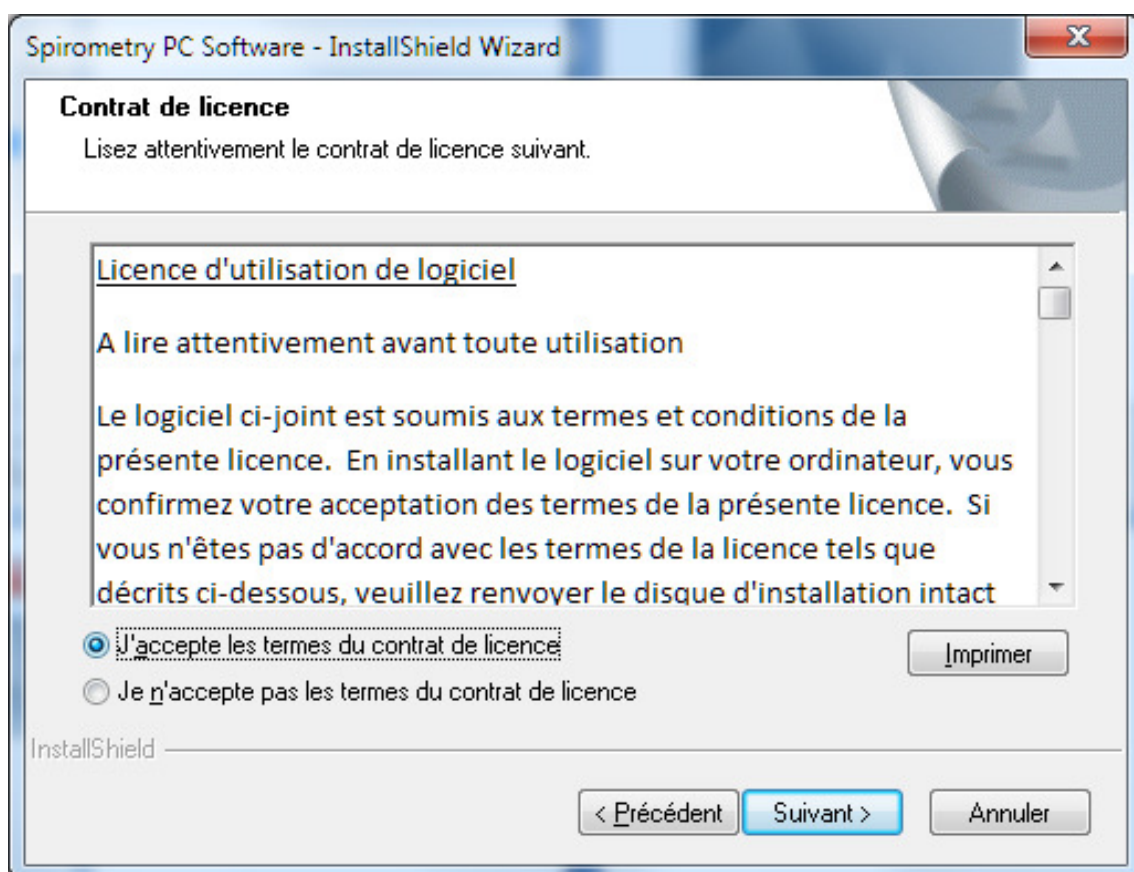 Spirometry PC Software - InstallShield Wizard
Contrat de licence
Lisez attentivement le contrat de licence suivant.
Licence d'utilisation de logiciel
A lire attentivement avant toute utilisation
Le logiciel ci-joint est soumis aux termes et conditions de la
présente licence.  En installant le logiciel sur votre ordinateur, vous
confirmez votre acceptation des termes de la présente licence.  Si
vous n'êtes pas d'accord avec les termes de la licence tels que
décrits ci-dessous, veuillez renvoyer le disque d'installation intact
J'accepte les termes du contrat de licence
Imprimer
Je n'accepte pas les termes du contrat de licence
InstallShield
< Précédent
Suivant >
Annuler